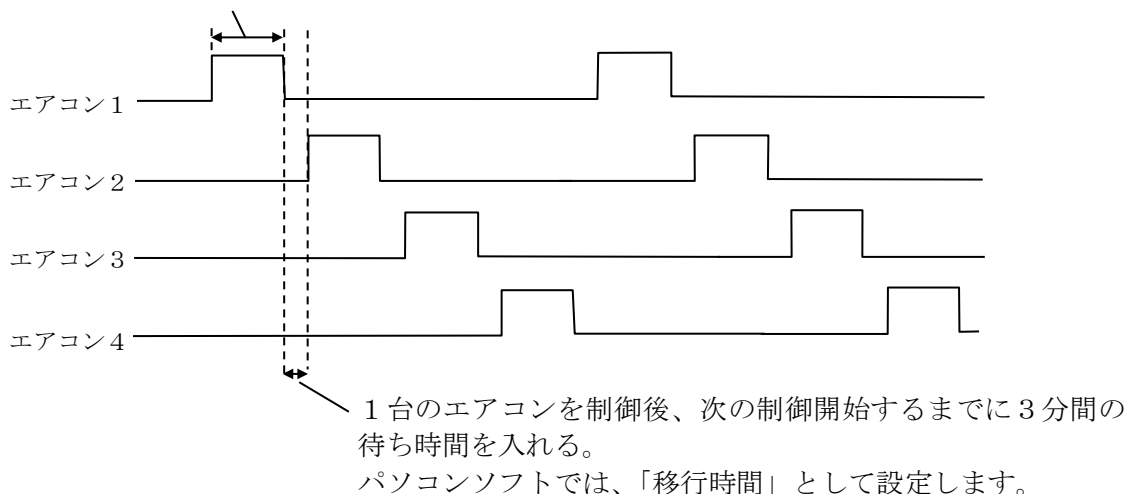 エアコン１
エアコン２
エアコン３
エアコン４
１台のエアコンを制御後、次の制御開始するまでに３分間の
待ち時間を入れる。
パソコンソフトでは、「移行時間」として設定します。